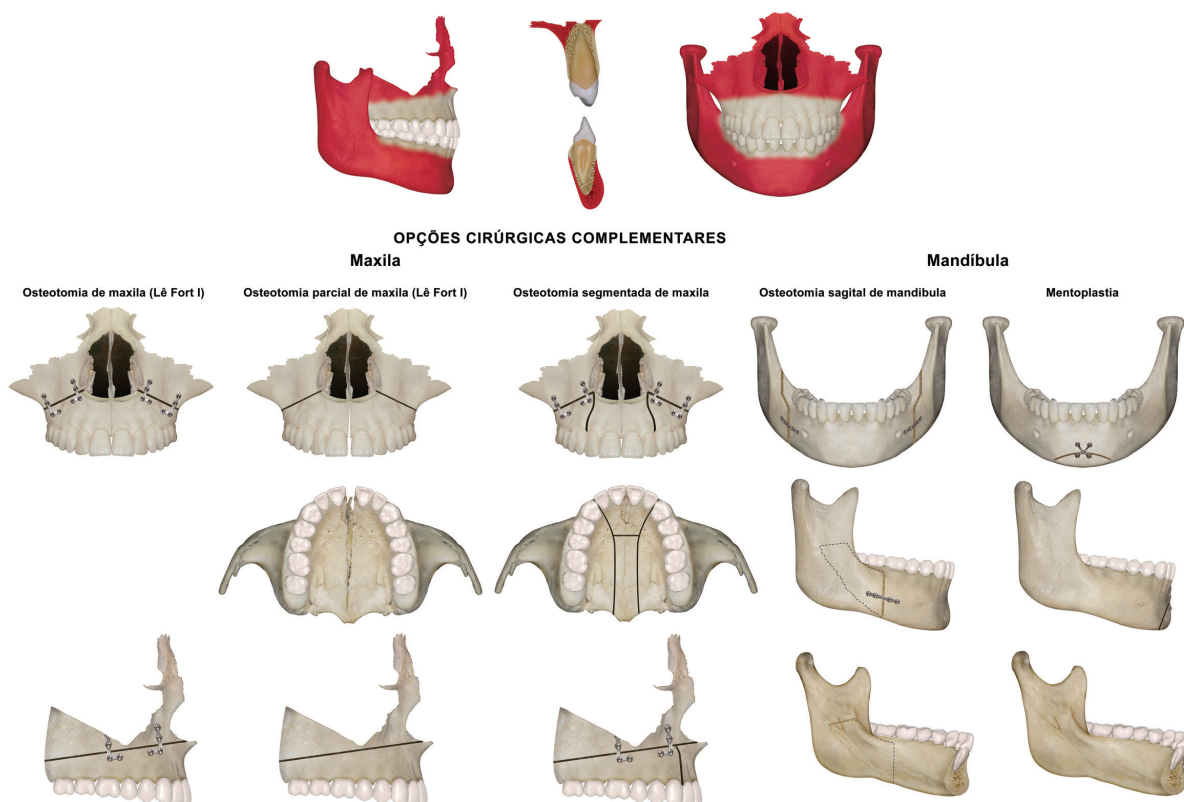 OPÇÕES CIRÚRGICAS COMPLEMENTARES
Maxila
Mandíbula
Osteotomia de maxila (Lê Fort I)
Osteotomia parcial de maxila (Lê Fort I)
Osteotomia segmentada de maxila
Osteotomia sagital de mandibula
Mentoplastia